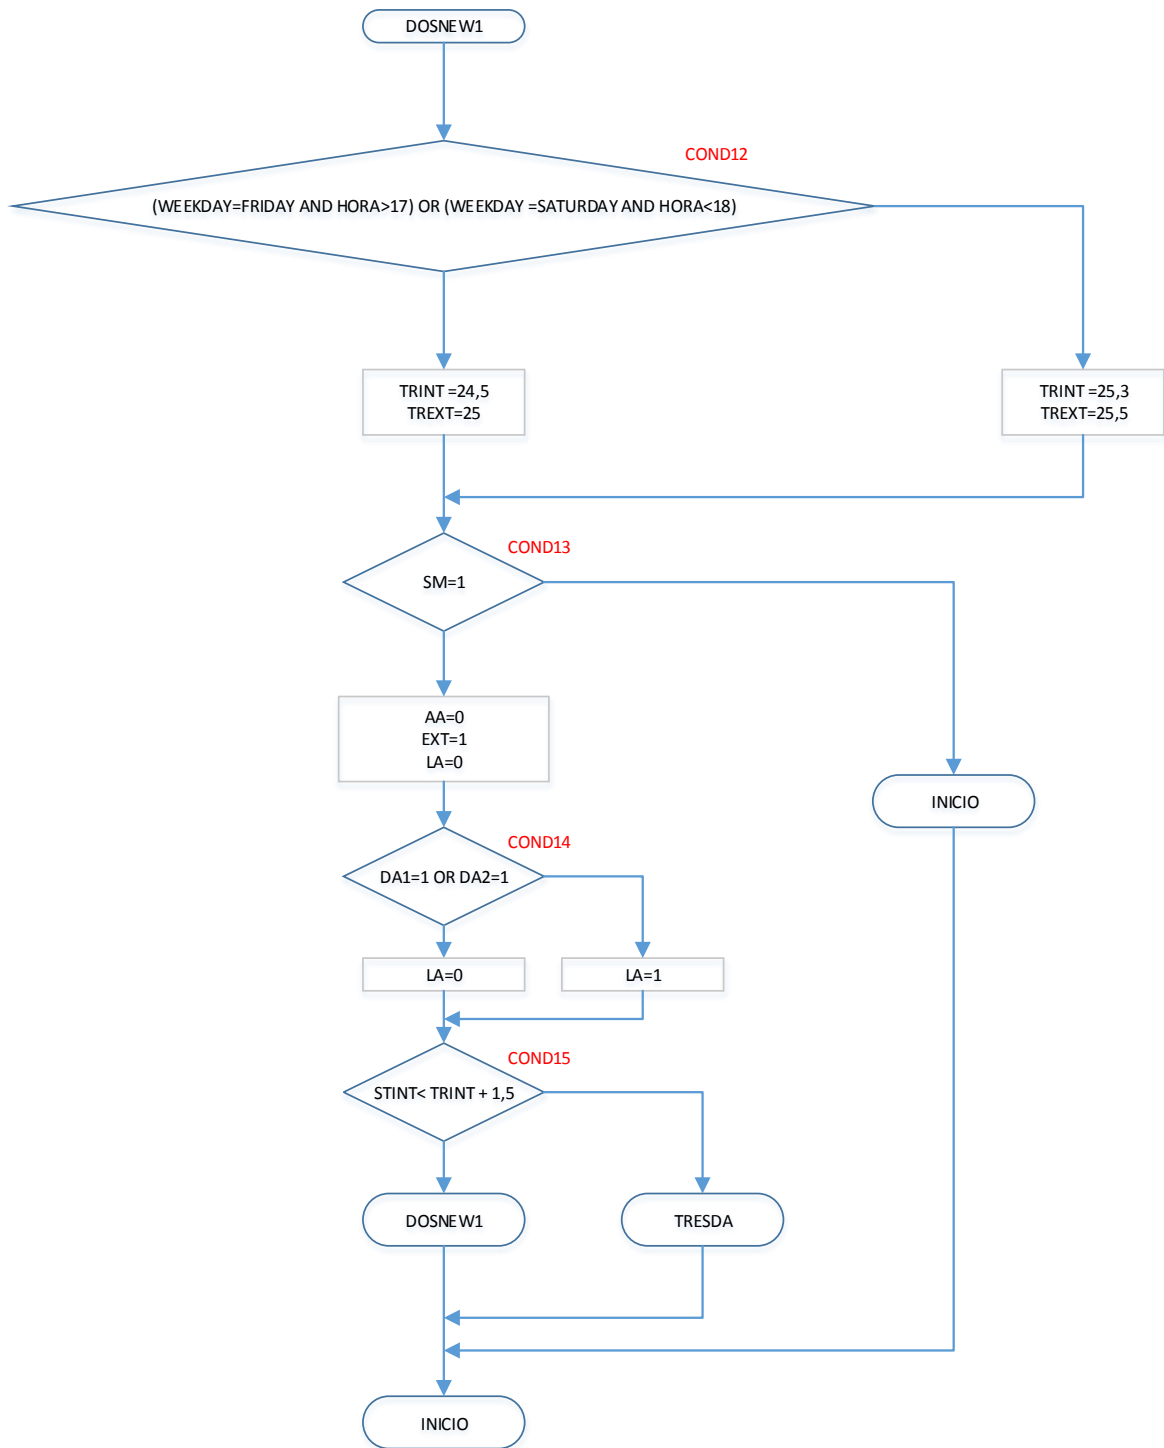 DOSNEW1
COND12
(WEEKDAY=FRIDAY AND HORA>17) OR (WEEKDAY =SATURDAY AND HORA<18)
TRINT =24,5
TREXT=25
TRINT =25,3
TREXT=25,5
COND13
SM=1
AA=0
EXT=1
LA=0
INICIO
COND14
DA1=1 OR DA2=1
LA=0
LA=1
COND15
STINT< TRINT + 1,5
DOSNEW1
TRESDA
INICIO